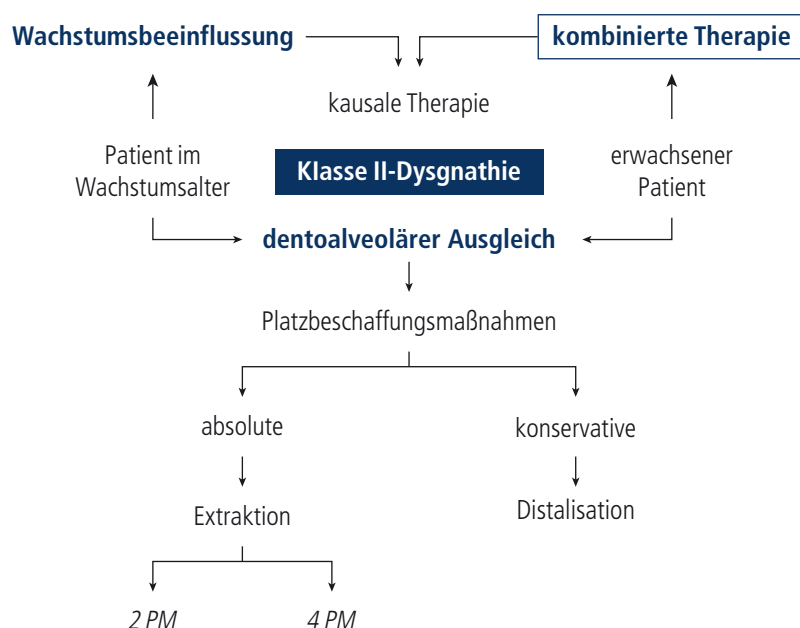 Wachstumsbeeinflussung
kombinierte Therapie
kausale Therapie
Patient im
Wachstumsalter
Klasse II-Dysgnathie
erwachsener
Patient
dentoalveolärer Ausgleich
Platzbeschaffungsmaßnahmen
absolute
konservative
Extraktion
Distalisation
2 PM
4 PM